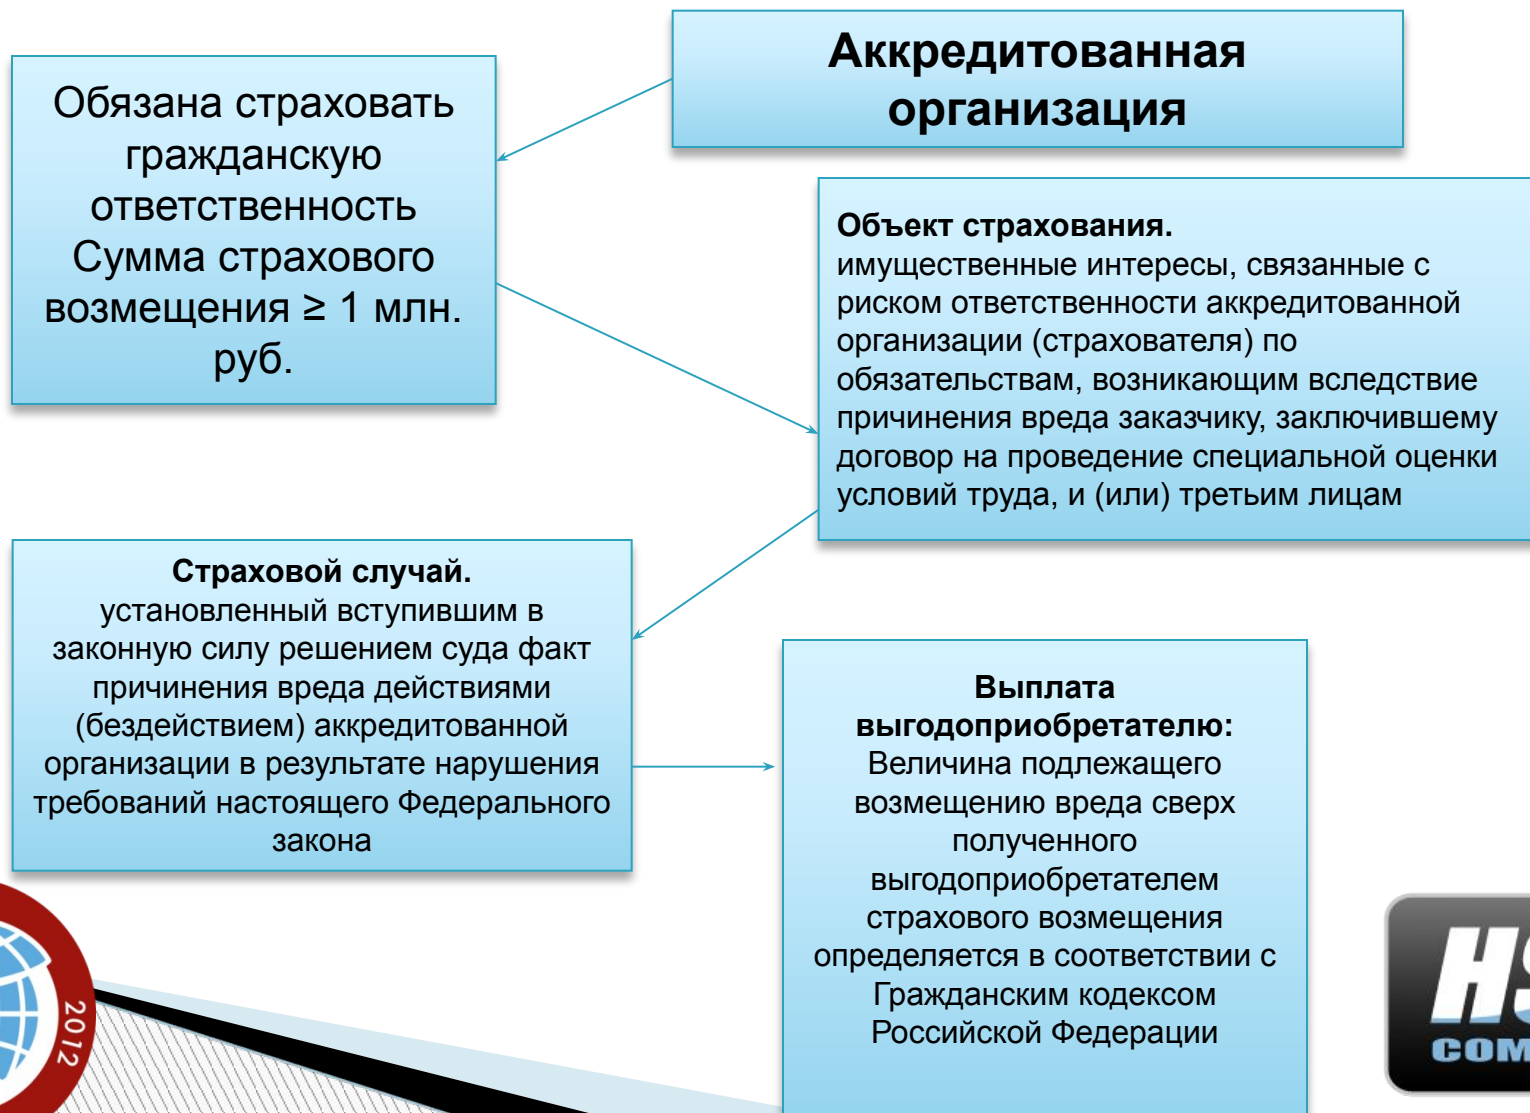 Аккредитованная
организация
Обязана страховать
гражданскую
ответственность
Сумма страхового
возмещения ≥ 1 млн.
руб.
Объект страхования.
имущественные интересы, связанные с
риском ответственности аккредитованной
организации (страхователя) по
обязательствам, возникающим вследствие
причинения вреда заказчику, заключившему
договор на проведение специальной оценки
условий труда, и (или) третьим лицам
Страховой случай.
установленный вступившим в
законную силу решением суда факт
причинения вреда действиями
(бездействием) аккредитованной
организации в результате нарушения
требований настоящего Федерального
закона
Выплата
выгодоприобретателю:
Величина подлежащего
возмещению вреда сверх
полученного
выгодоприобретателем
страхового возмещения
определяется в соответствии с
Гражданским кодексом
Российской Федерации
2012